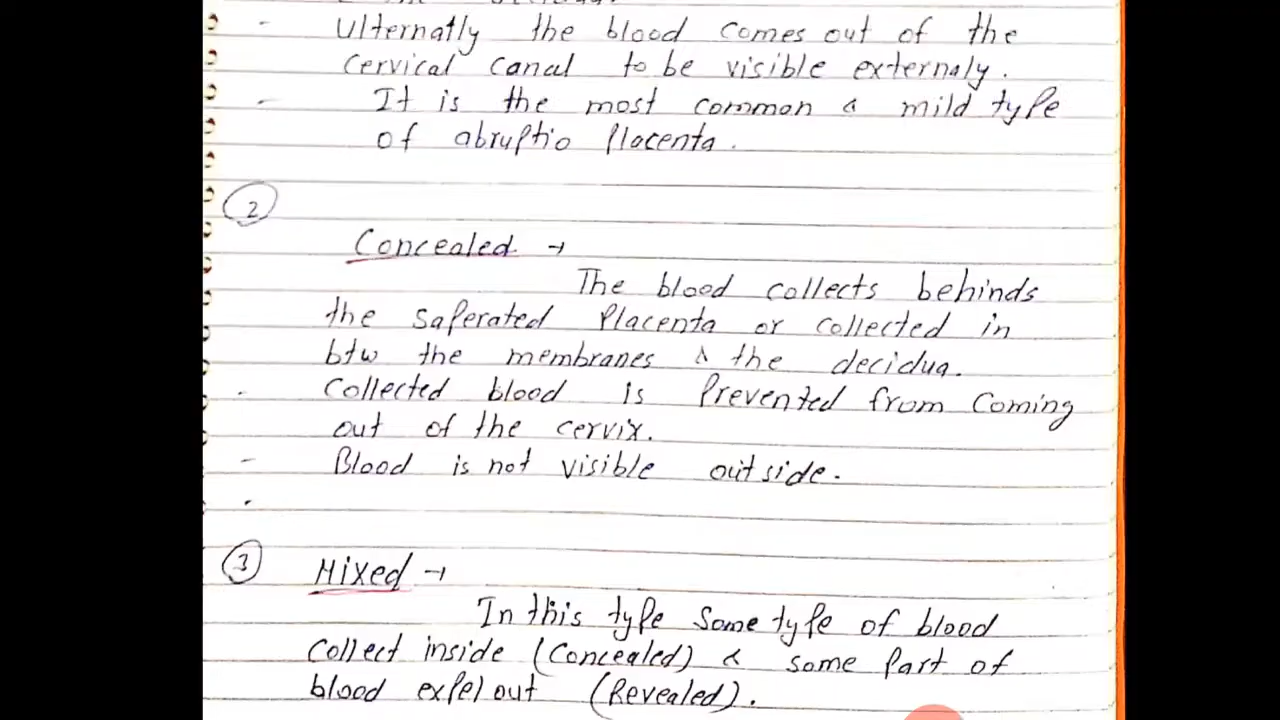 - Ulternatly the blood comes out of the
cervical canal to be visible externaly.
- It is the most common & mild type
of abruptio placenta.
2
Concealed →
The blood collects behinds
the saperated placenta or collected in
btw the membranes & the decidua.
- collected blood is prevented from coming
out of the cervix.
- Blood is not visible outside.
3 Mixed →
In this type some type of blood
collect inside (concealed) & some part of
blood expel out (Revealed).